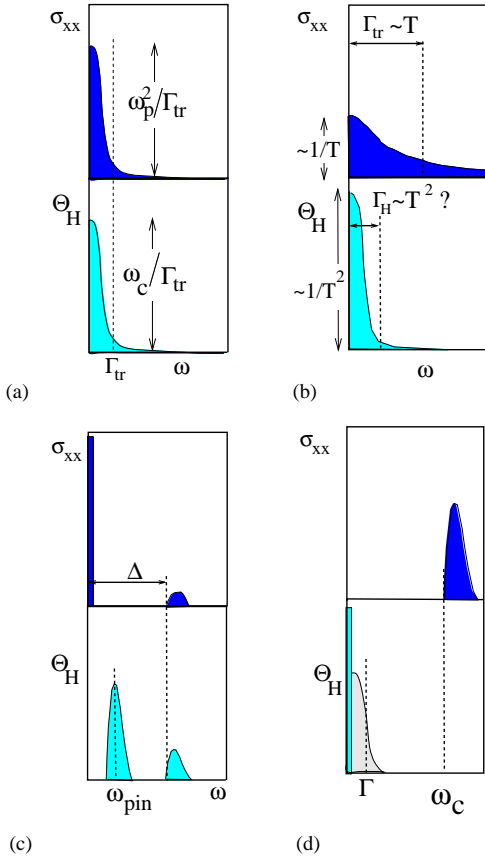 σxx
ωp²/Γtr
ΘH
ωc/Γtr
Γtr
ω
(a)
σxx
Γtr ~T
~1/T
ΘH
ΓH~T² ?
~1/T²
ω
(b)
σxx
Δ
ΘH
ωpin
ω
(c)
σxx
ΘH
Γ
ωc
(d)